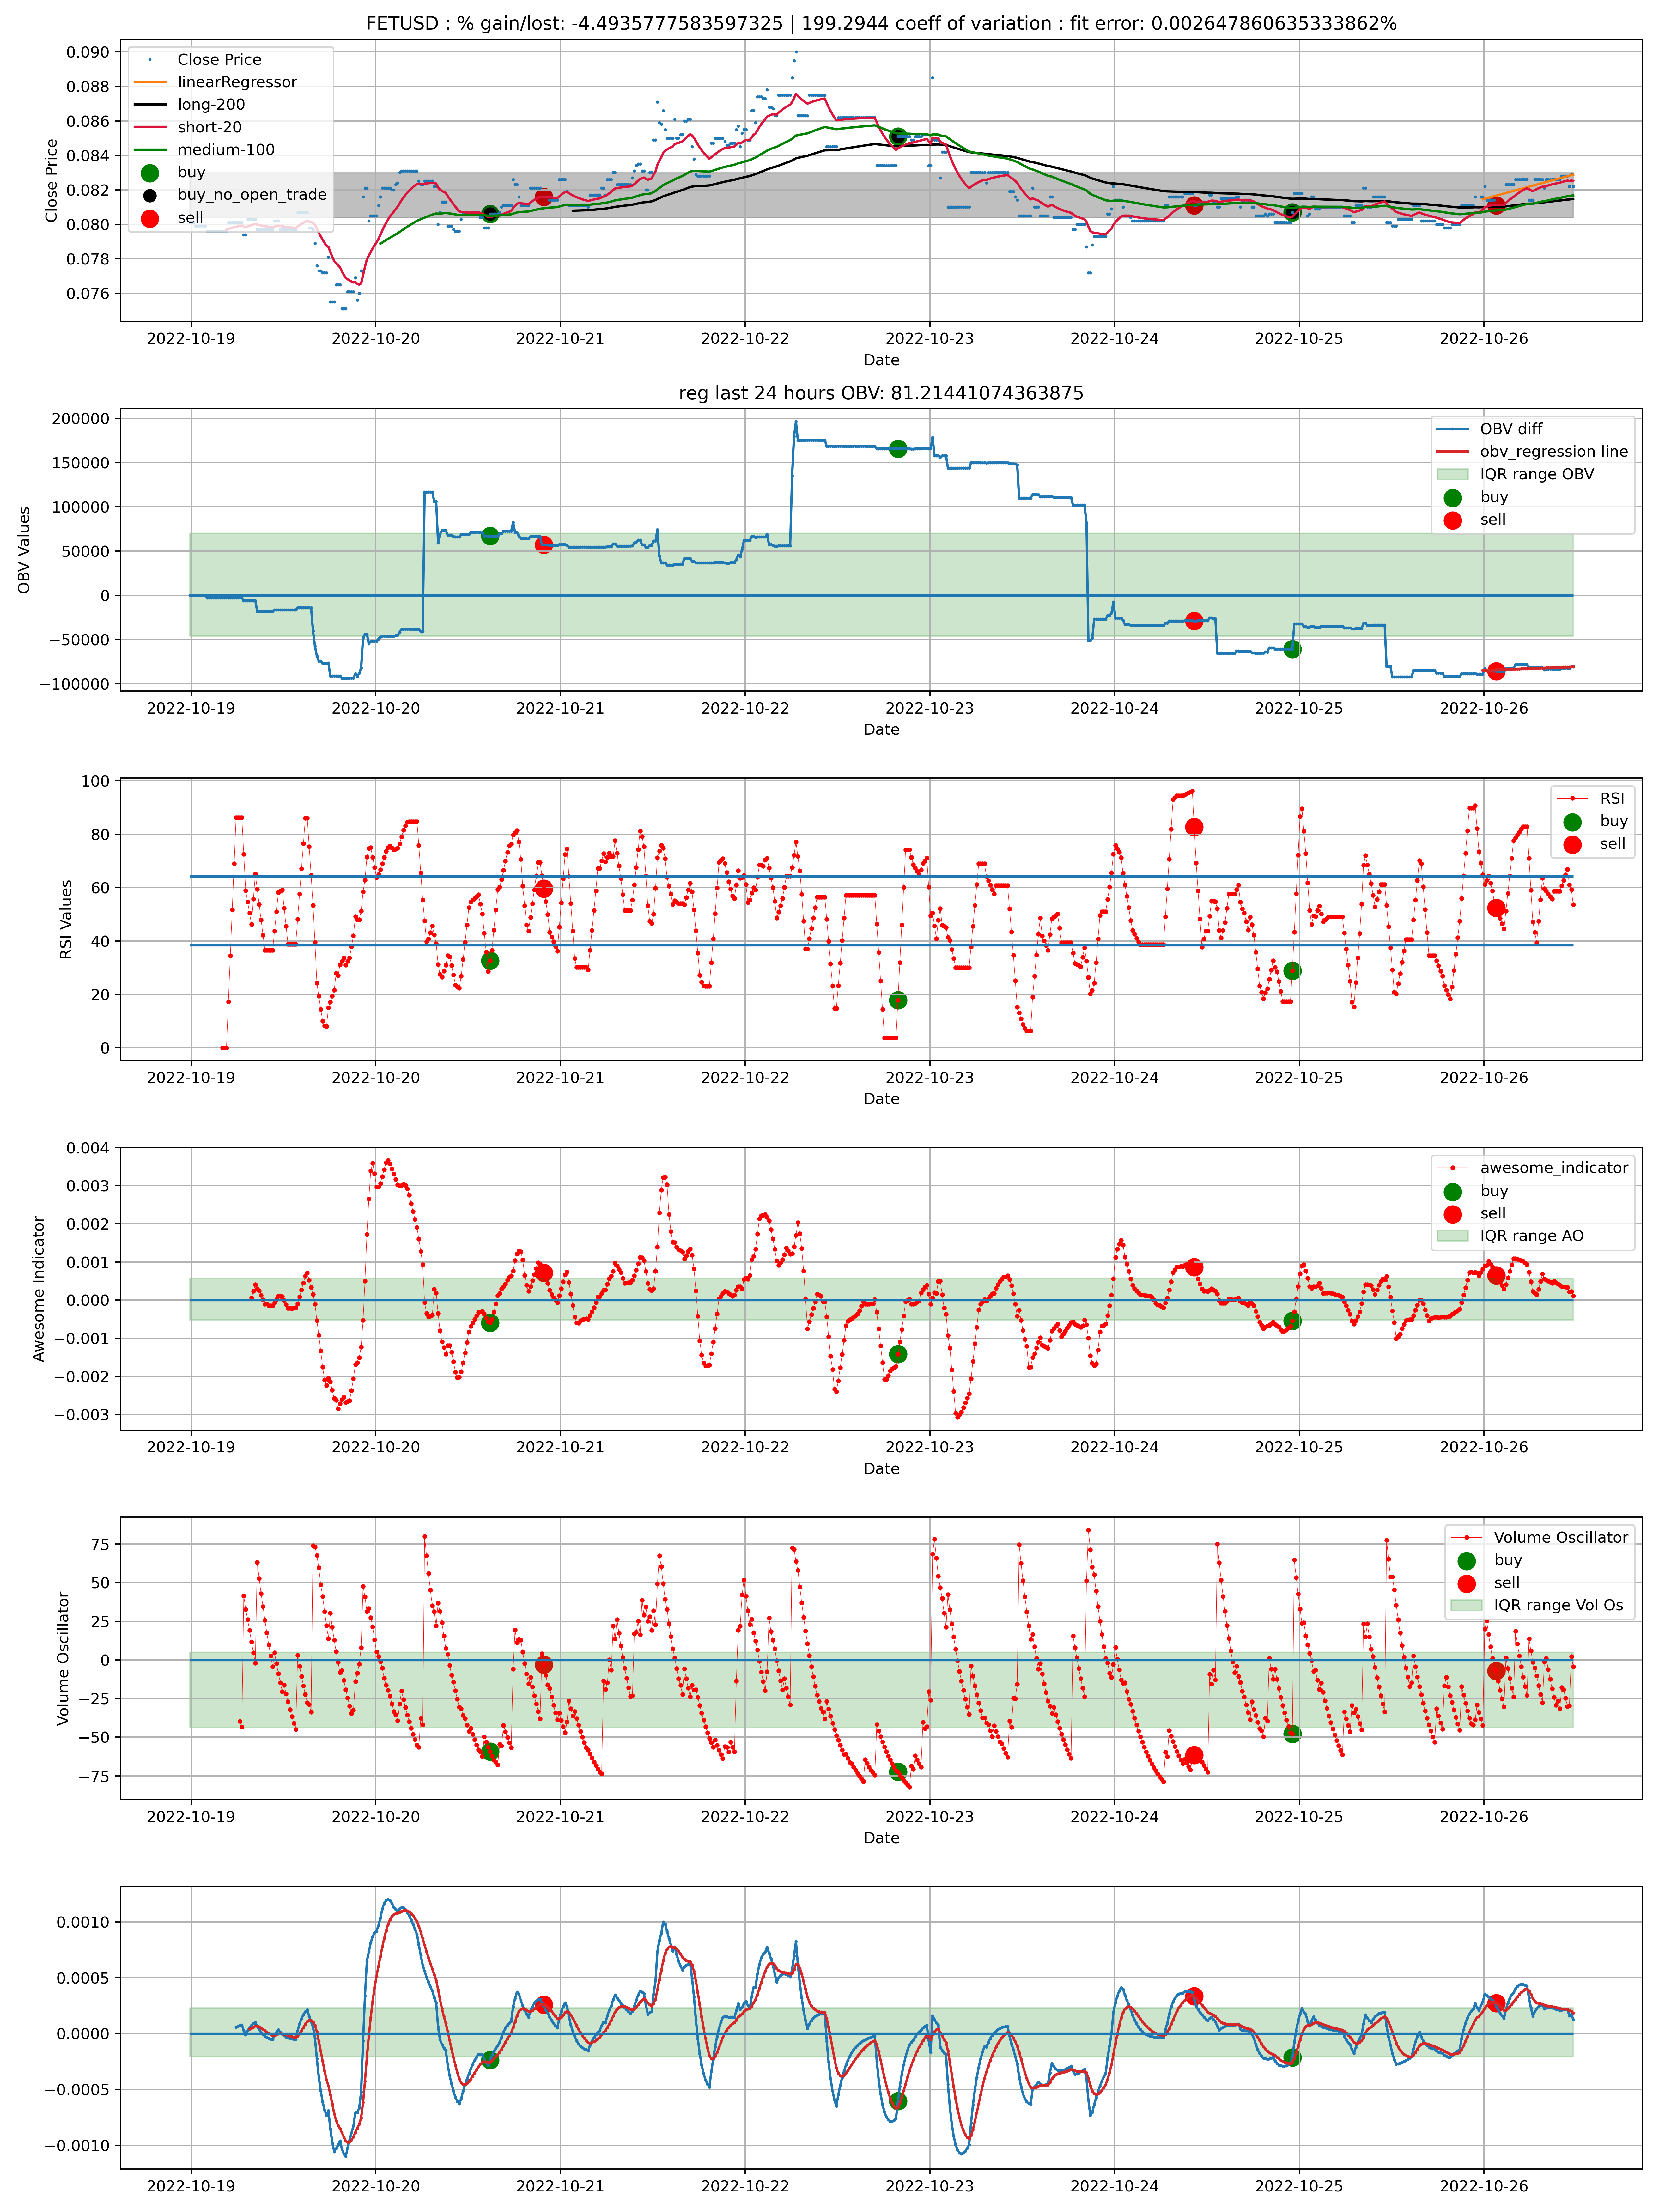 FETUSD : % gain/lost: -4.4935777583597325 | 199.2944 coeff of variation : fit error: 0.002647860635333862%
0.090
0.088
0.086
0.084
0.082
0.080
0.078
0.076
Close Price
Close Price
linearRegressor
long-200
short-20
medium-100
buy
buy_no_open_trade
sell
2022-10-19 2022-10-20 2022-10-21 2022-10-22 2022-10-23 2022-10-24 2022-10-25 2022-10-26
Date
reg last 24 hours OBV: 81.21441074363875
200000
150000
100000
50000
0
−50000
−100000
OBV Values
OBV diff
obv_regression line
IQR range OBV
buy
sell
2022-10-19 2022-10-20 2022-10-21 2022-10-22 2022-10-23 2022-10-24 2022-10-25 2022-10-26
Date
100
80
60
40
20
0
RSI Values
RSI
buy
sell
2022-10-19 2022-10-20 2022-10-21 2022-10-22 2022-10-23 2022-10-24 2022-10-25 2022-10-26
Date
0.004
0.003
0.002
0.001
0.000
−0.001
−0.002
−0.003
Awesome Indicator
awesome_indicator
buy
sell
IQR range AO
2022-10-19 2022-10-20 2022-10-21 2022-10-22 2022-10-23 2022-10-24 2022-10-25 2022-10-26
Date
75
50
25
0
−25
−50
−75
Volume Oscillator
Volume Oscillator
buy
sell
IQR range Vol Os
2022-10-19 2022-10-20 2022-10-21 2022-10-22 2022-10-23 2022-10-24 2022-10-25 2022-10-26
Date
0.0010
0.0005
0.0000
−0.0005
−0.0010
2022-10-19 2022-10-20 2022-10-21 2022-10-22 2022-10-23 2022-10-24 2022-10-25 2022-10-26